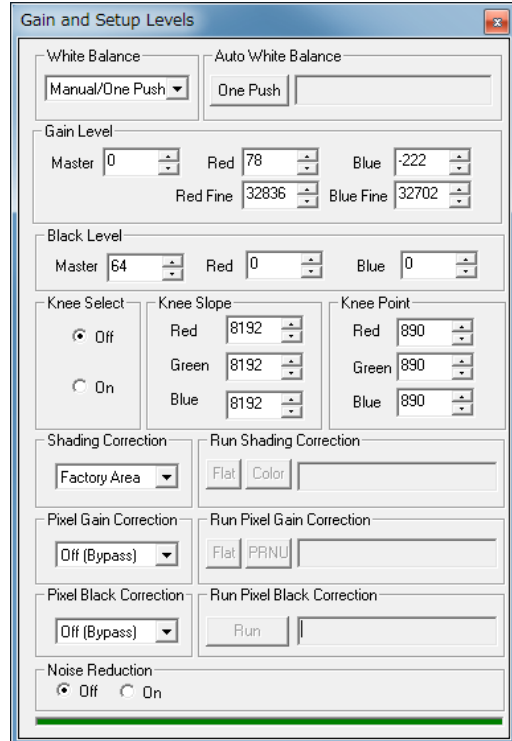 Gain and Setup Levels
White Balance Auto White Balance
Manual/One Push One Push
Gain Level
Master 0 Red 78 Blue -222
Red Fine 32836 Blue Fine 32702
Black Level
Master 64 Red 0 Blue 0
Knee Select Knee Slope Knee Point
Off Red 8192 Red 890
Green 8192 Green 890
On Blue 8192 Blue 890
Shading Correction Run Shading Correction
Factory Area Flat Color
Pixel Gain Correction Run Pixel Gain Correction
Off (Bypass) Flat PRNU
Pixel Black Correction Run Pixel Black Correction
Off (Bypass) Run
Noise Reduction
Off On